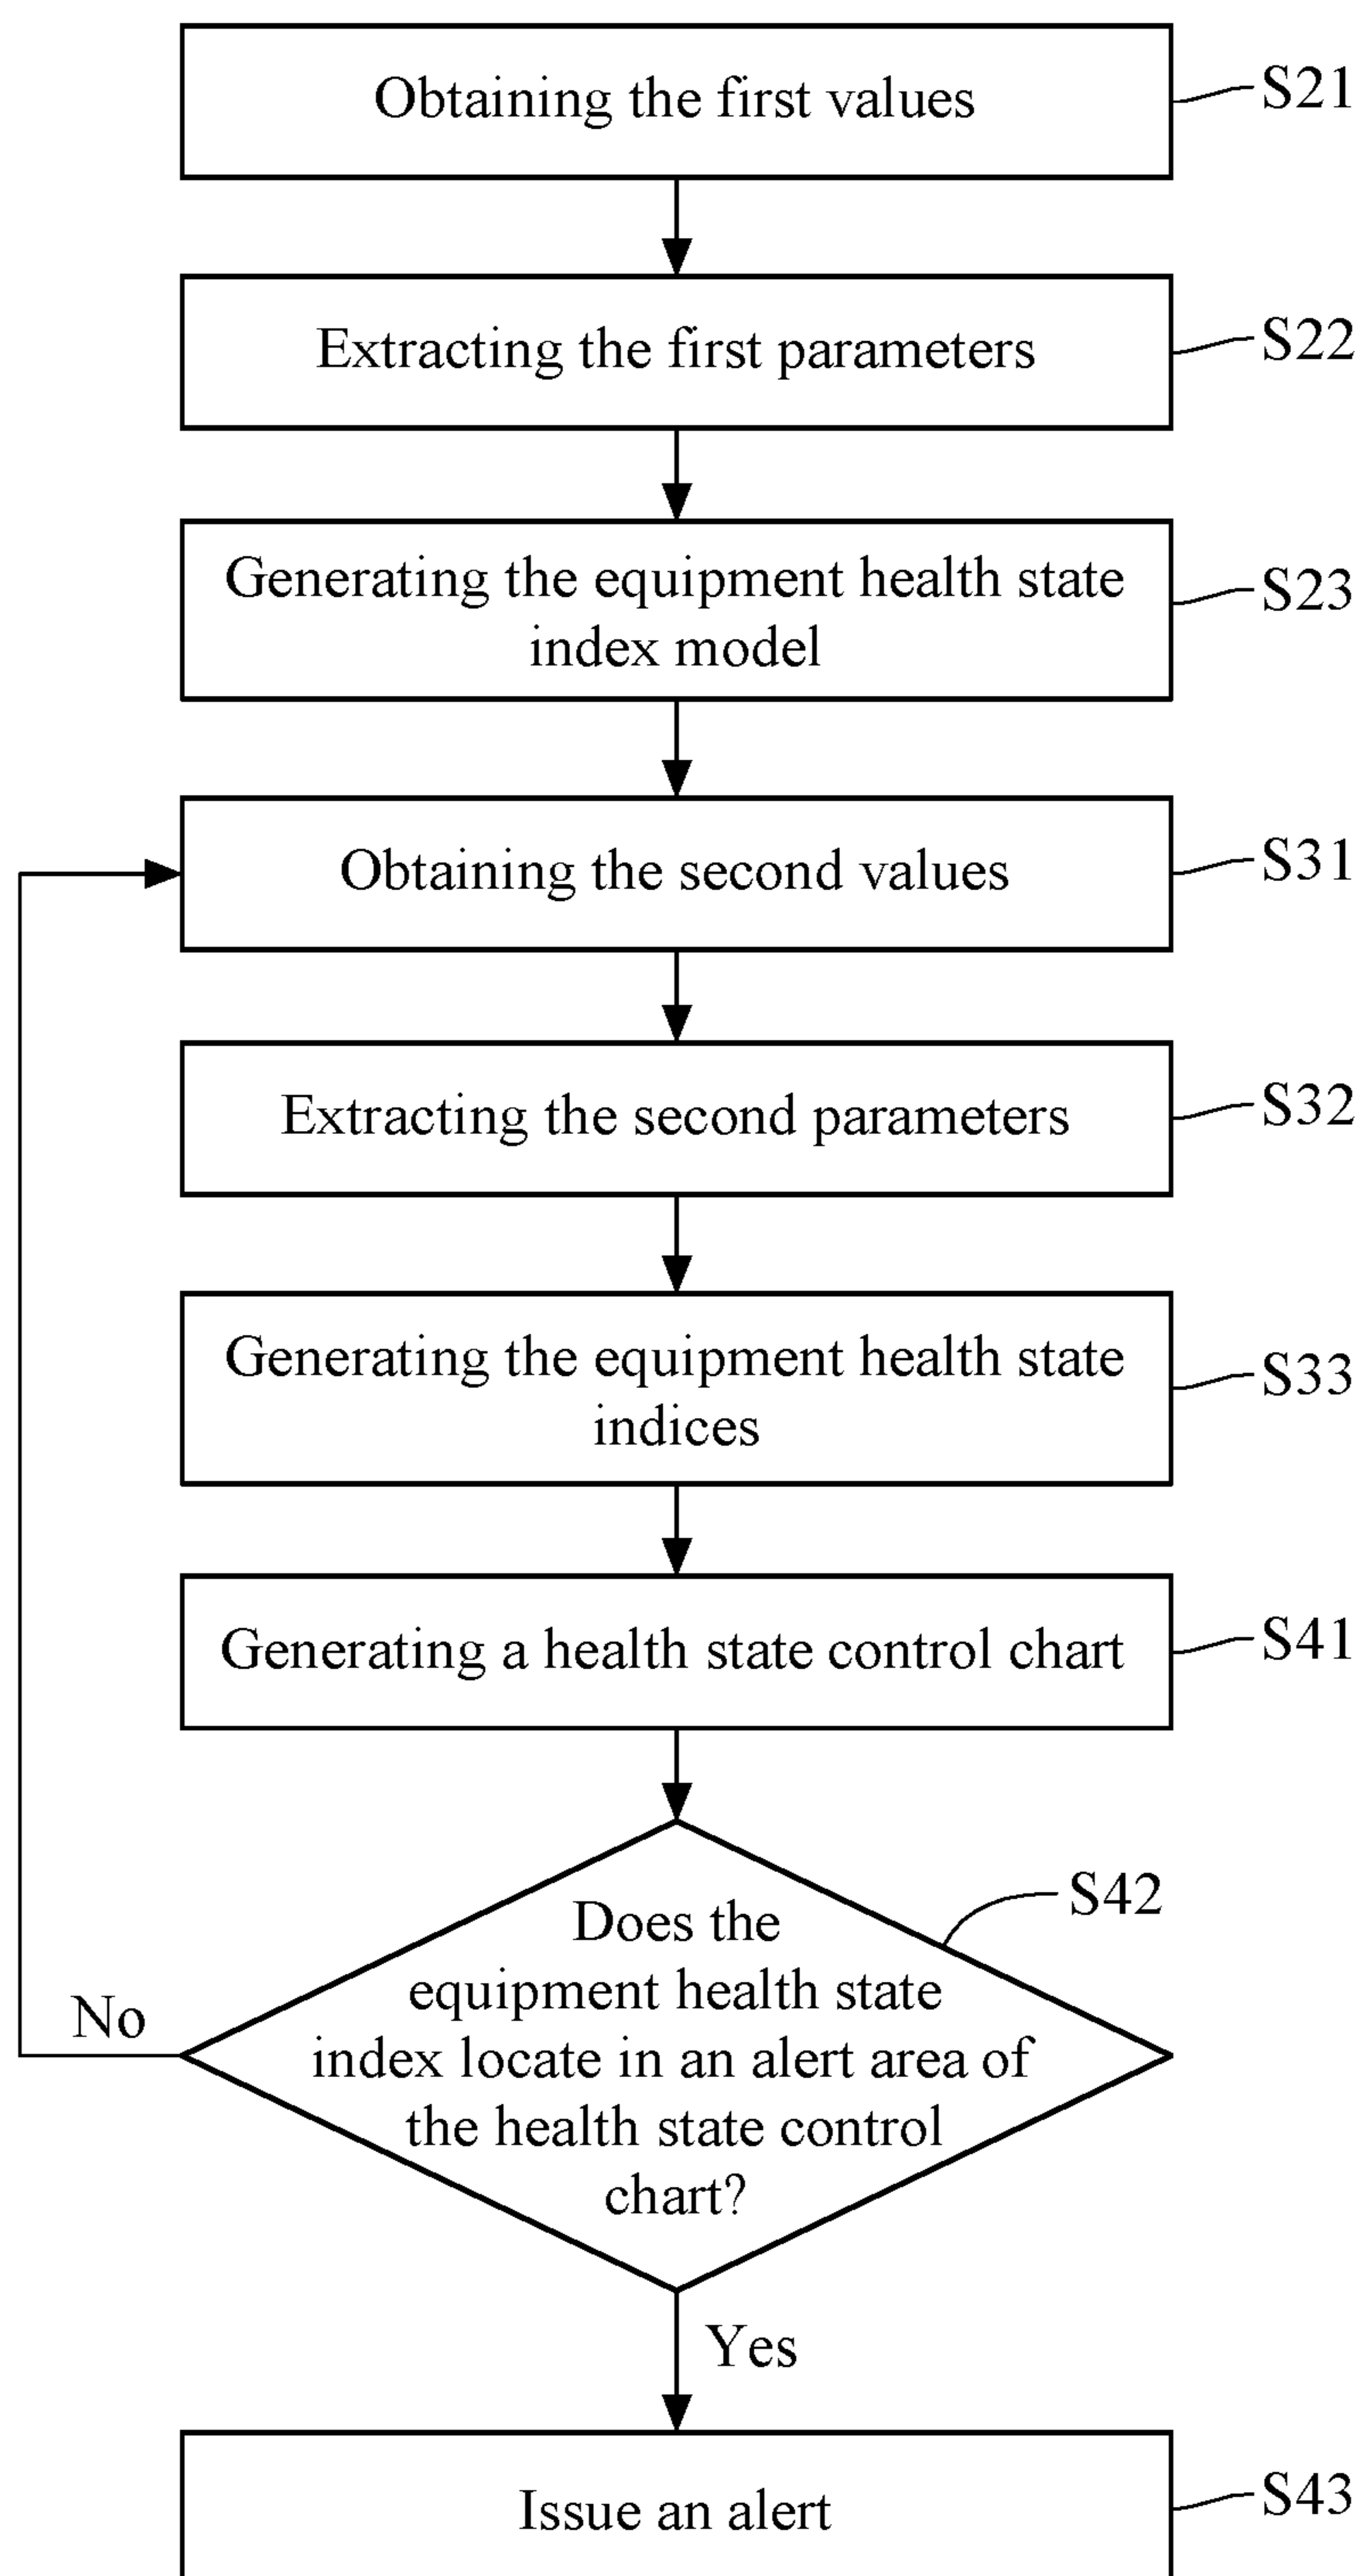 Obtaining the first values
S21
Extracting the first parameters
S22
Generating the equipment health state
index model
S23
Obtaining the second values
S31
Extracting the second parameters
S32
Generating the equipment health state
indices
S33
Generating a health state control chart
S41
Does the
equipment health state
index locate in an alert area of
the health state control
chart?
S42
No
Yes
Issue an alert
S43